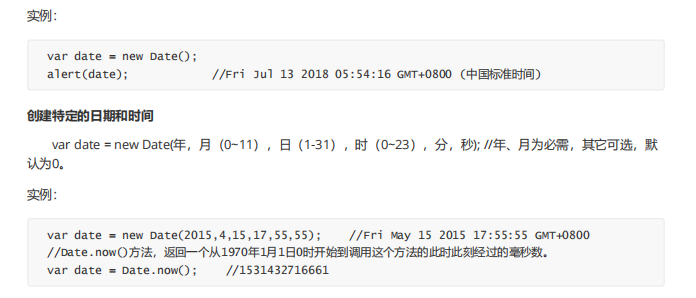 实例：
var date = new Date();
alert(date);            //Fri Jul 13 2018 05:54:16 GMT+0800 (中国标准时间)
创建特定的日期和时间
var date = new Date(年，月（0~11），日（1-31），时（0~23），分，秒); //年、月为必需，其它可选，默
认为0。
实例：
var date = new Date(2015,4,15,17,55,55);    //Fri May 15 2015 17:55:55 GMT+0800
//Date.now()方法，返回一个从1970年1月1日0时开始到调用这个方法的此时此刻经过的毫秒数。
var date = Date.now();    //1531432716661